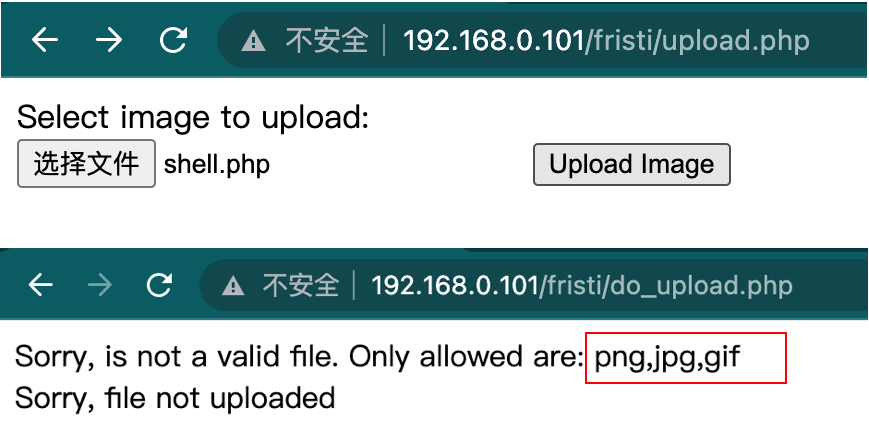 不安全 192.168.0.101/fristi/upload.php
Select image to upload:
选择文件 shell.php Upload Image
不安全 192.168.0.101/fristi/do_upload.php
Sorry, is not a valid file. Only allowed are: png,jpg,gif
Sorry, file not uploaded